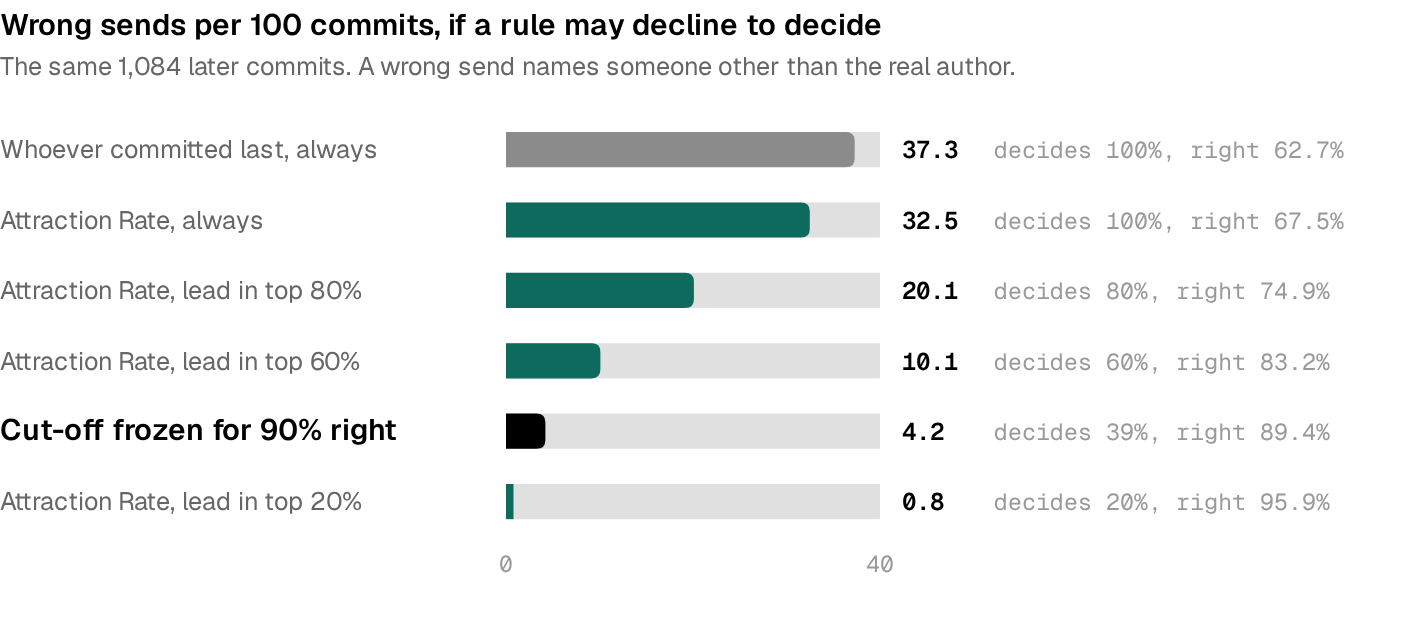 Wrong sends per 100 commits, if a rule may decline to decide
The same 1,084 later commits. A wrong send names someone other than the real author.
Whoever committed last, always 37.3 decides 100%, right 62.7%
Attraction Rate, always 32.5 decides 100%, right 67.5%
Attraction Rate, lead in top 80% 20.1 decides 80%, right 74.9%
Attraction Rate, lead in top 60% 10.1 decides 60%, right 83.2%
Cut-off frozen for 90% right 4.2 decides 39%, right 89.4%
Attraction Rate, lead in top 20% 0.8 decides 20%, right 95.9%
0 40